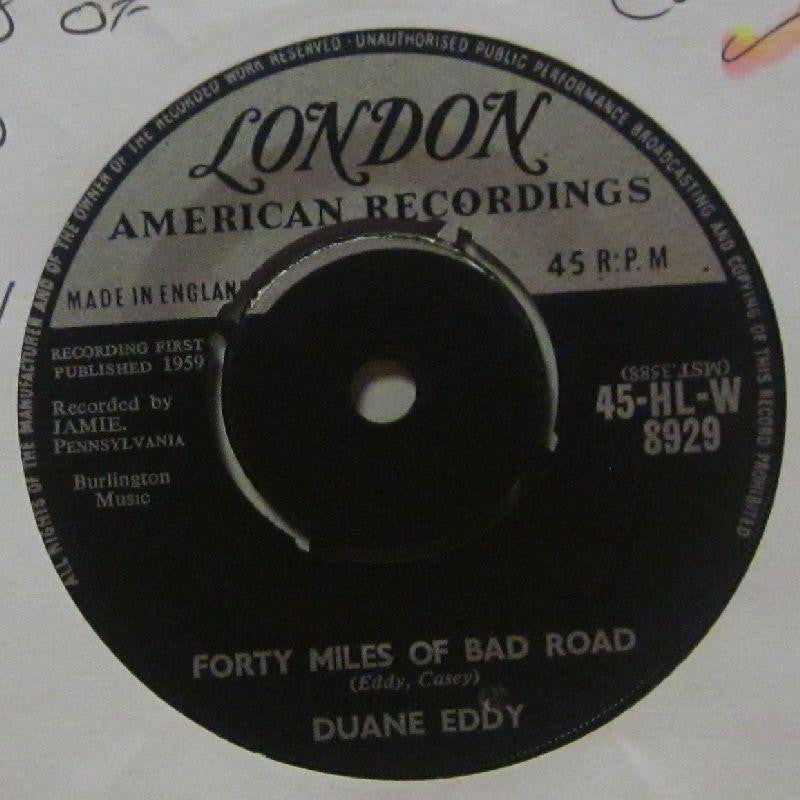 ALL RIGHTS OF THE MANUFACTURER AND OF THE OWNER OF THE RECORDED WORK RESERVED · UNAUTHORISED PUBLIC PERFORMANCE BROADCASTING AND COPYING OF THIS RECORD PROHIBITED
LONDON
AMERICAN RECORDINGS
MADE IN ENGLAND
45 R.P.M
RECORDING FIRST
PUBLISHED 1959
Recorded by
JAMIE.
PENNSYLVANIA
Burlington
Music
(MST.3588)
45-HL-W
8929
FORTY MILES OF BAD ROAD
(Eddy, Casey)
DUANE EDDY